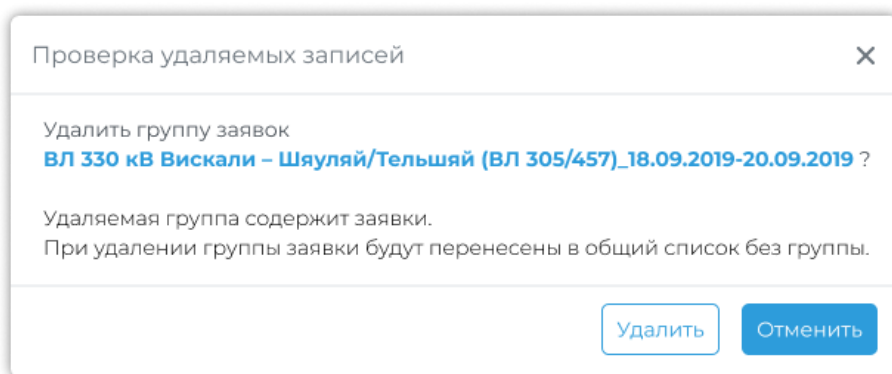 Проверка удаляемых записей
Удалить группу заявок
ВЛ 330 кВ Вискали – Шяуляй/Тельшяй (ВЛ 305/457)_18.09.2019-20.09.2019 ?
Удаляемая группа содержит заявки.
При удалении группы заявки будут перенесены в общий список без группы.
Удалить Отменить